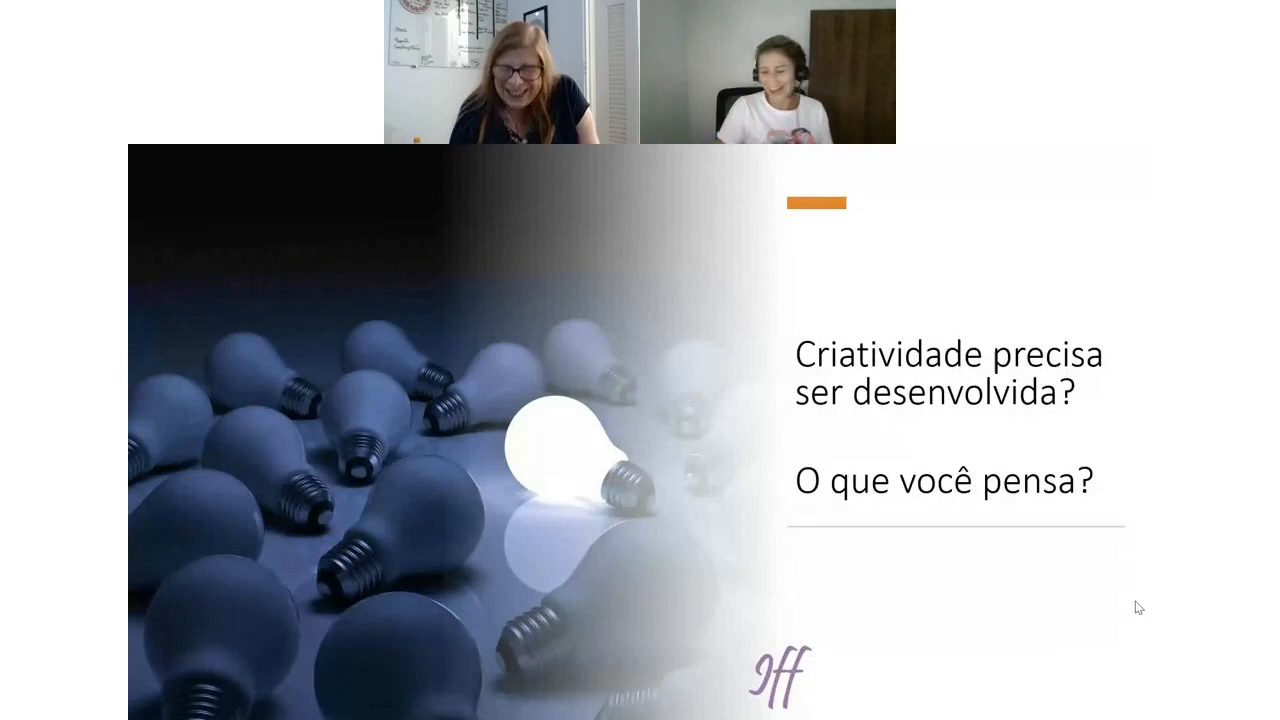 Criatividade precisa
ser desenvolvida?
O que você pensa?
Iff